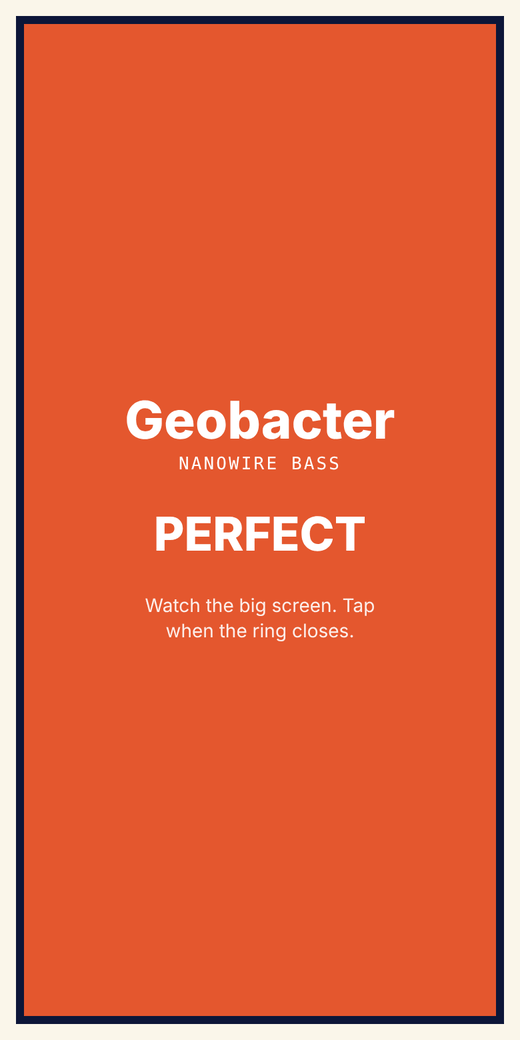 Geobacter
NANOWIRE BASS
PERFECT
Watch the big screen. Tap
when the ring closes.